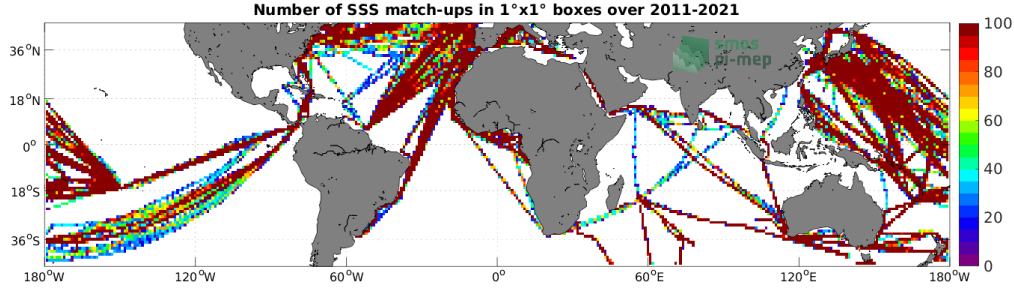 Number of SSS match-ups in 1°x1° boxes over 2011-2021
smos
pi-mep
36°N
18°N
0°
18°S
36°S
180°W
120°W
60°W
0°
60°E
120°E
180°W
100
80
60
40
20
0